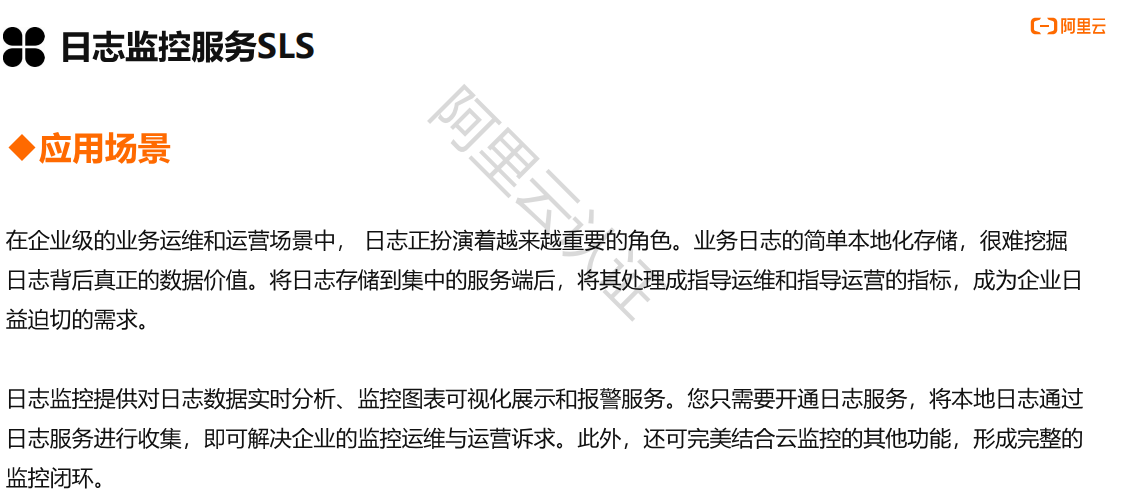 日志监控服务SLS
阿里云
◆应用场景
阿里云认证
在企业级的业务运维和运营场景中， 日志正扮演着越来越重要的角色。业务日志的简单本地化存储，很难挖掘
日志背后真正的数据价值。将日志存储到集中的服务端后，将其处理成指导运维和指导运营的指标，成为企业日
益迫切的需求。
日志监控提供对日志数据实时分析、监控图表可视化展示和报警服务。您只需要开通日志服务，将本地日志通过
日志服务进行收集，即可解决企业的监控运维与运营诉求。此外，还可完美结合云监控的其他功能，形成完整的
监控闭环。